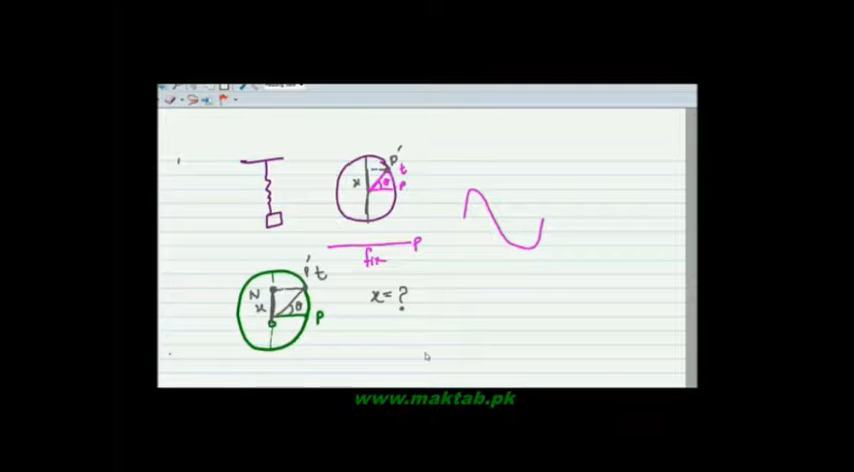 P'
t
x θ P
P
fix
P' t
N
x θ
P
o
x = ?
www.maktab.pk